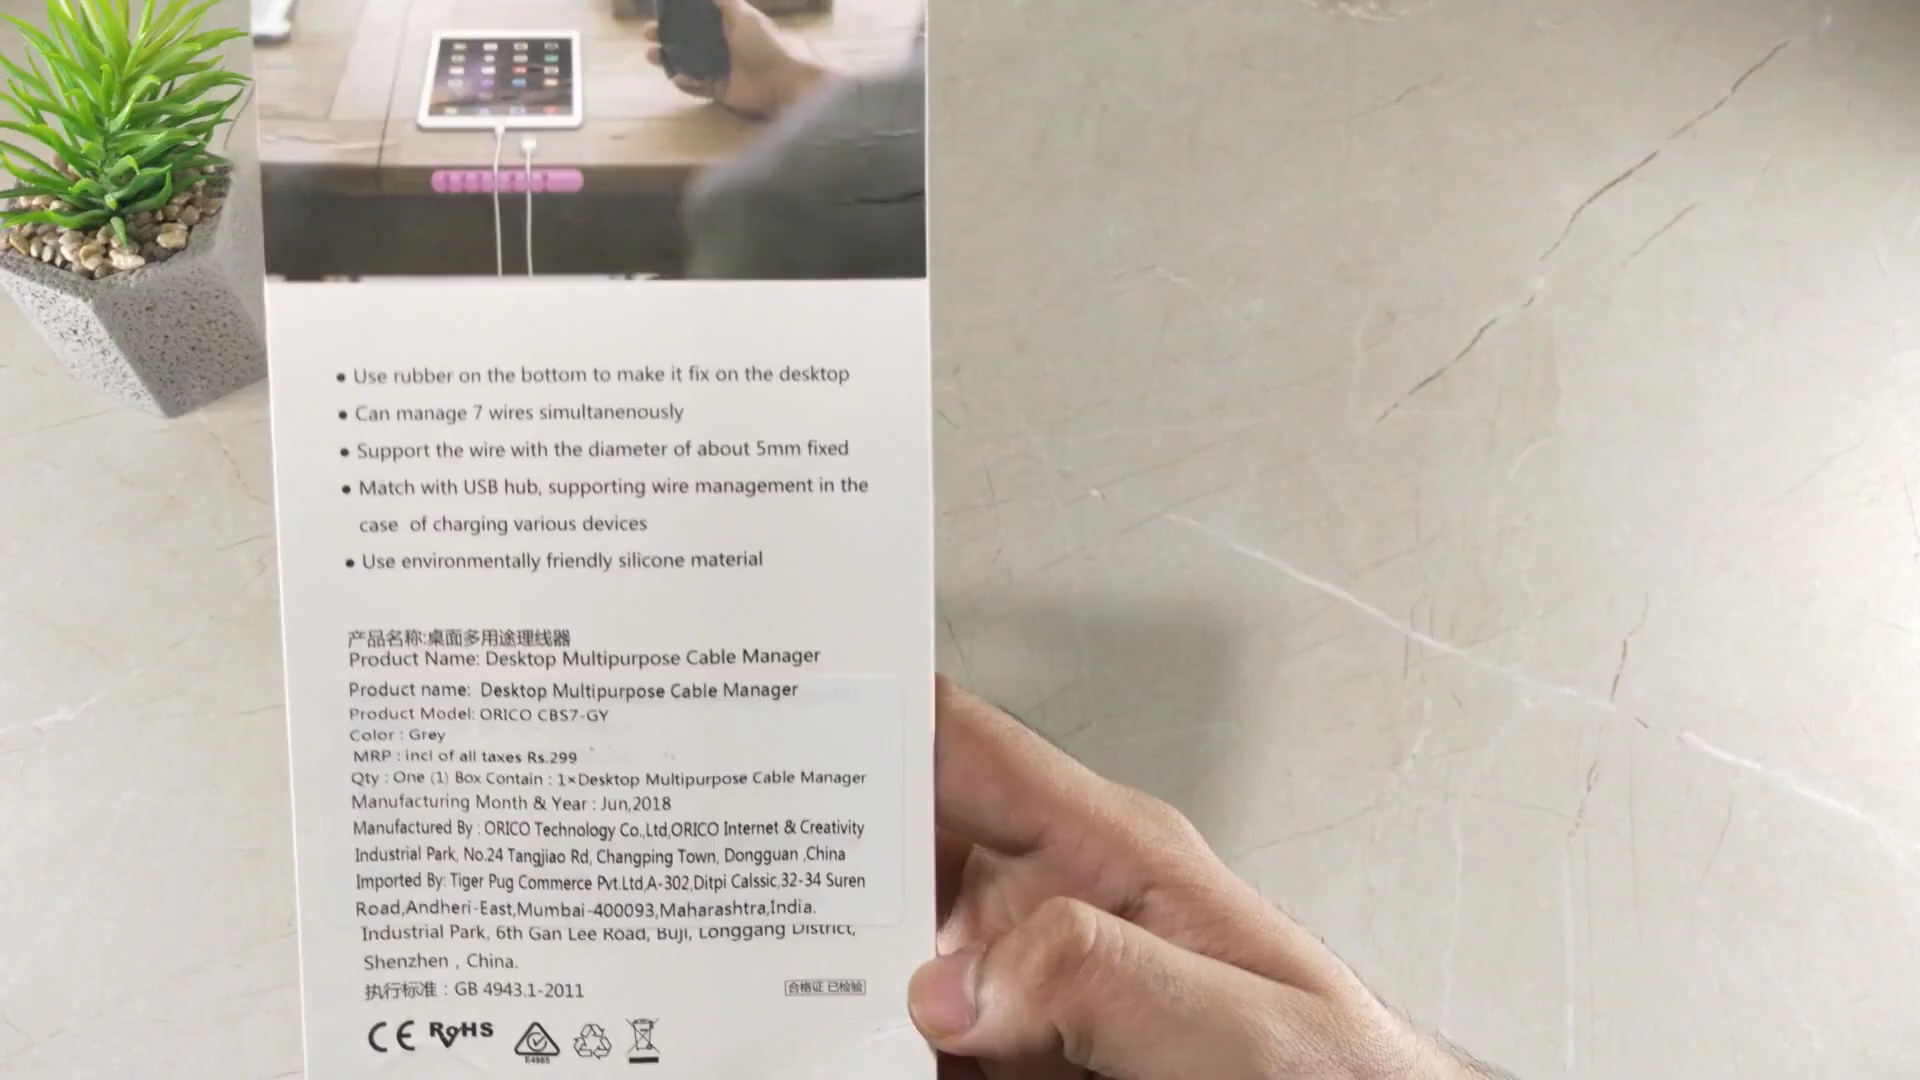 ● Use rubber on the bottom to make it fix on the desktop
● Can manage 7 wires simultanenously
● Support the wire with the diameter of about 5mm fixed
● Match with USB hub, supporting wire management in the
case of charging various devices
● Use environmentally friendly silicone material
产品名称:桌面多用途理线器
Product Name: Desktop Multipurpose Cable Manager
Product name: Desktop Multipurpose Cable Manager
Product Model: ORICO CBS7-GY
Color : Grey
MRP : incl of all taxes Rs.299
Qty : One (1) Box Contain : 1×Desktop Multipurpose Cable Manager
Manufacturing Month & Year : Jun,2018
Manufactured By : ORICO Technology Co.,Ltd,ORICO Internet & Creativity
Industrial Park, No.24 Tangjiao Rd, Changping Town, Dongguan ,China
Imported By: Tiger Pug Commerce Pvt.Ltd,A-302,Ditpi Calssic,32-34 Suren
Road,Andheri-East,Mumbai-400093,Maharashtra,India.
Industrial Park, 6th Gan Lee Road, Buji, Longgang District,
Shenzhen , China.
执行标准 : GB 4943.1-2011
合格证 已检验
CE RoHS
E4985